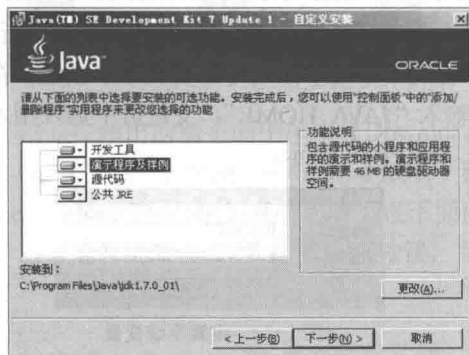 Java(TM) SE Development Kit 7 Update 1 - 自定义安装
Java
ORACLE
请从下面的列表中选择要安装的可选功能。安装完成后，您可以使用"控制面板"中的"添加/
删除程序"实用程序来更改您选择的功能
开发工具
演示程序及样例
源代码
公共 JRE
功能说明
包含源代码的小程序和应用程
序的演示和样例。演示程序和
样例需要 46 MB 的硬盘驱动器
空间。
安装到：
C:\Program Files\Java\jdk1.7.0_01\
更改(A)...
<上一步(B)
下一步(N) >
取消